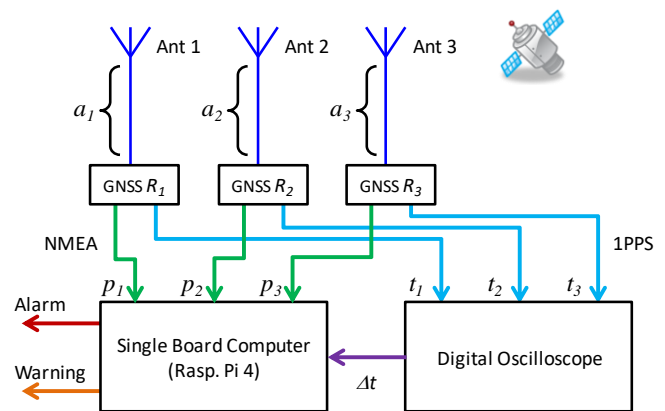 Ant 1
Ant 2
Ant 3
a1
a2
a3
GNSS R1
GNSS R2
GNSS R3
NMEA
1PPS
p1
p2
p3
t1
t2
t3
Alarm
Warning
Single Board Computer
(Rasp. Pi 4)
Δt
Digital Oscilloscope